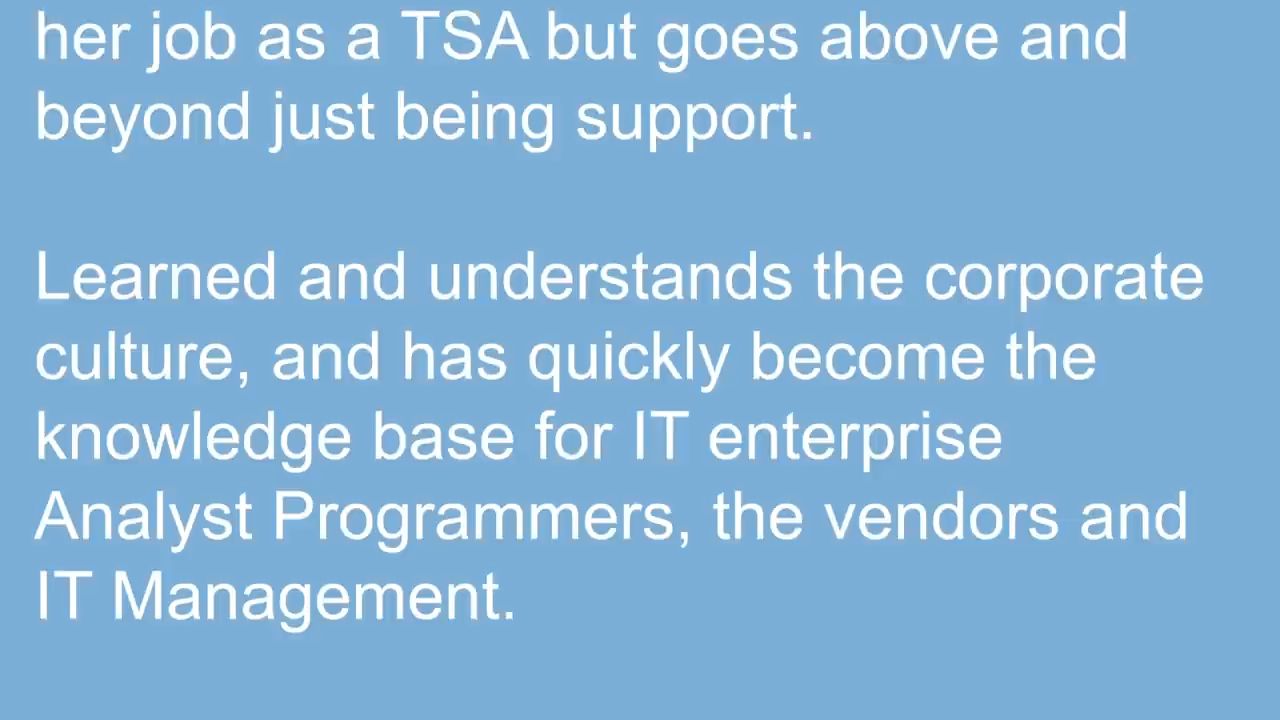 her job as a TSA but goes above and
beyond just being support.
Learned and understands the corporate
culture, and has quickly become the
knowledge base for IT enterprise
Analyst Programmers, the vendors and
IT Management.